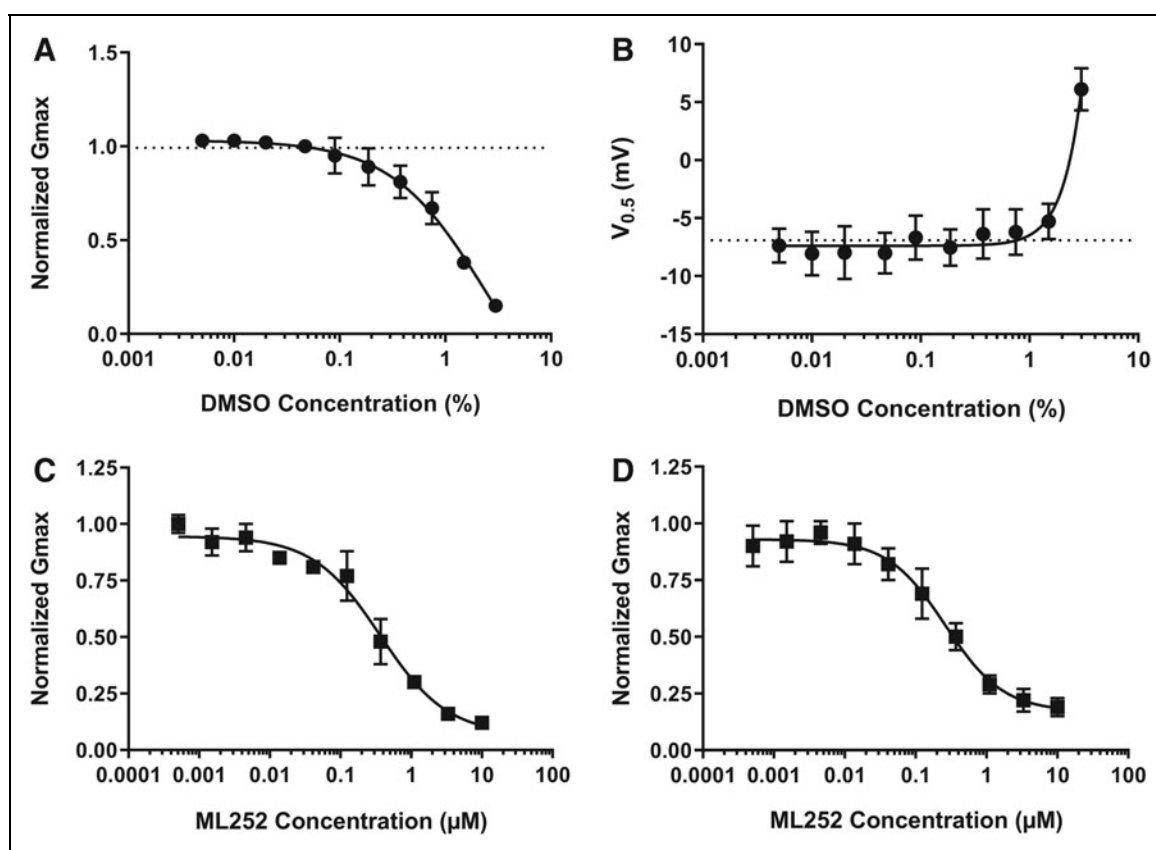 A
Normalized Gmax
1.5
1.0
0.5
0.0
0.001 0.01 0.1 1 10
DMSO Concentration (%)
B
V0.5 (mV)
10
5
0
-5
-10
-15
0.001 0.01 0.1 1 10
DMSO Concentration (%)
C
Normalized Gmax
1.25
1.00
0.75
0.50
0.25
0.00
0.0001 0.001 0.01 0.1 1 10 100
ML252 Concentration (µM)
D
Normalized Gmax
1.25
1.00
0.75
0.50
0.25
0.00
0.0001 0.001 0.01 0.1 1 10 100
ML252 Concentration (µM)